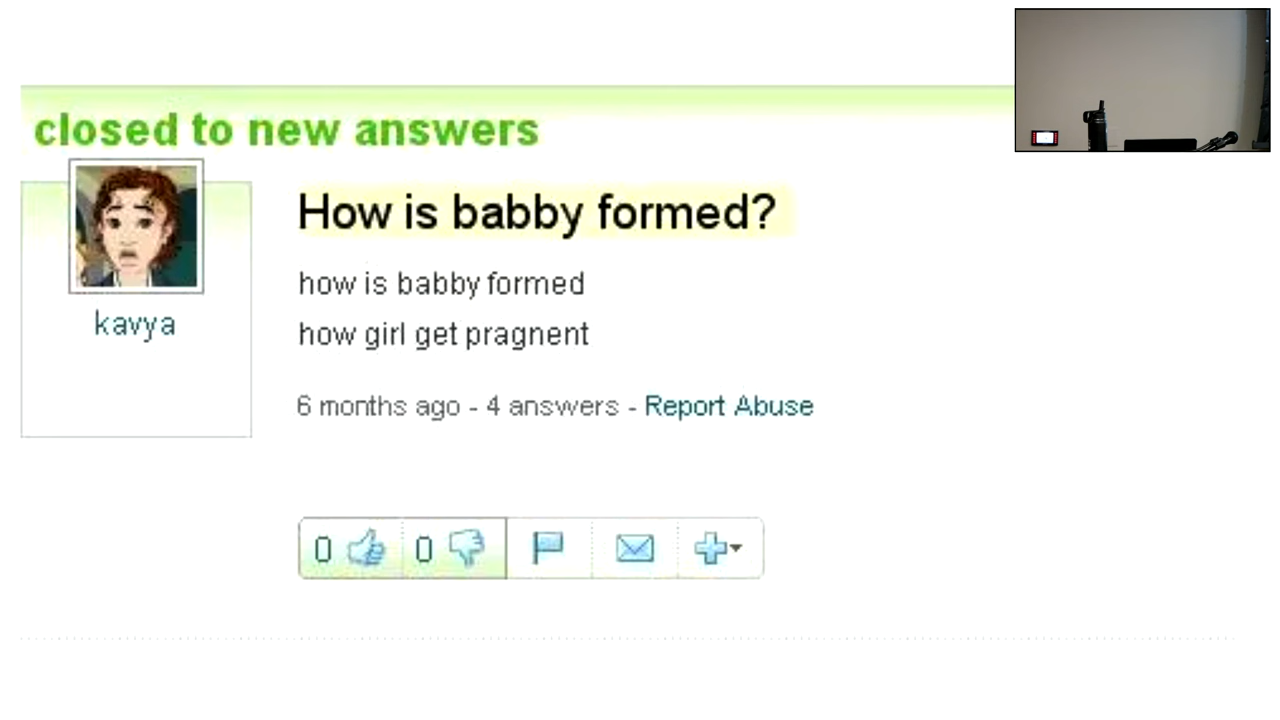 closed to new answers
kavya
How is babby formed?
how is babby formed
how girl get pragnent
6 months ago - 4 answers - Report Abuse
0 0